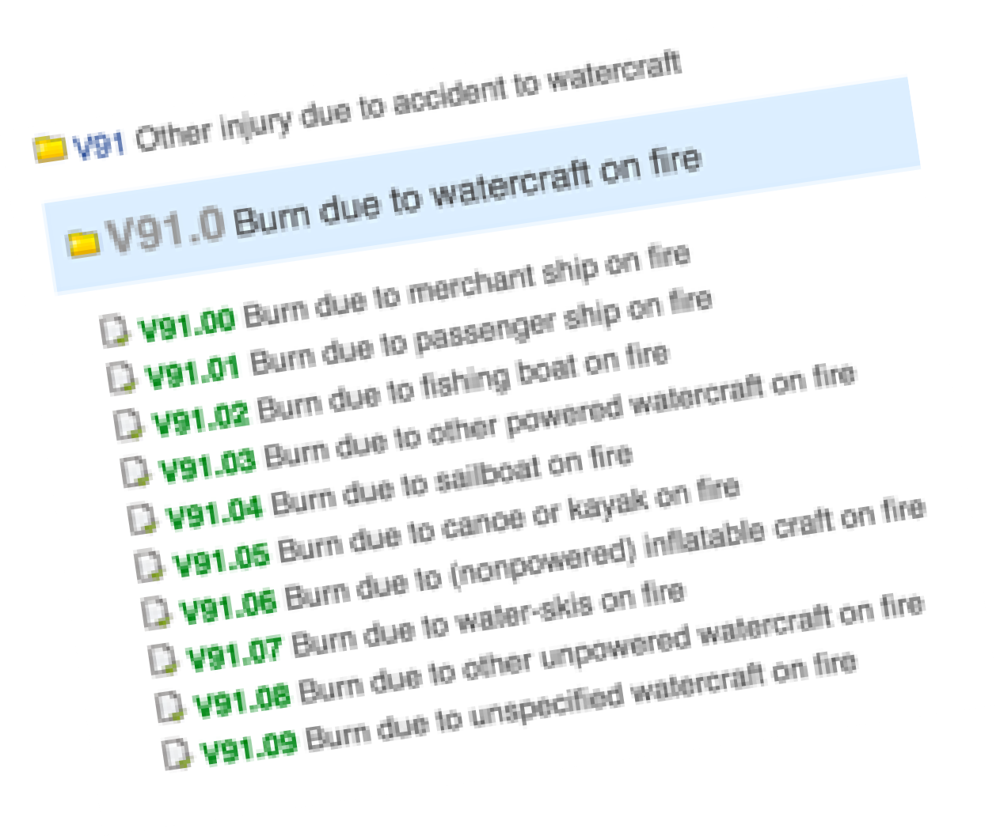 V91 Other injury due to accident to watercraft
V91.0 Burn due to watercraft on fire
V91.00 Burn due to merchant ship on fire
V91.01 Burn due to passenger ship on fire
V91.02 Burn due to fishing boat on fire
V91.03 Burn due to other powered watercraft on fire
V91.04 Burn due to sailboat on fire
V91.05 Burn due to canoe or kayak on fire
V91.06 Burn due to (nonpowered) inflatable craft on fire
V91.07 Burn due to water-skis on fire
V91.08 Burn due to other unpowered watercraft on fire
V91.09 Burn due to unspecified watercraft on fire